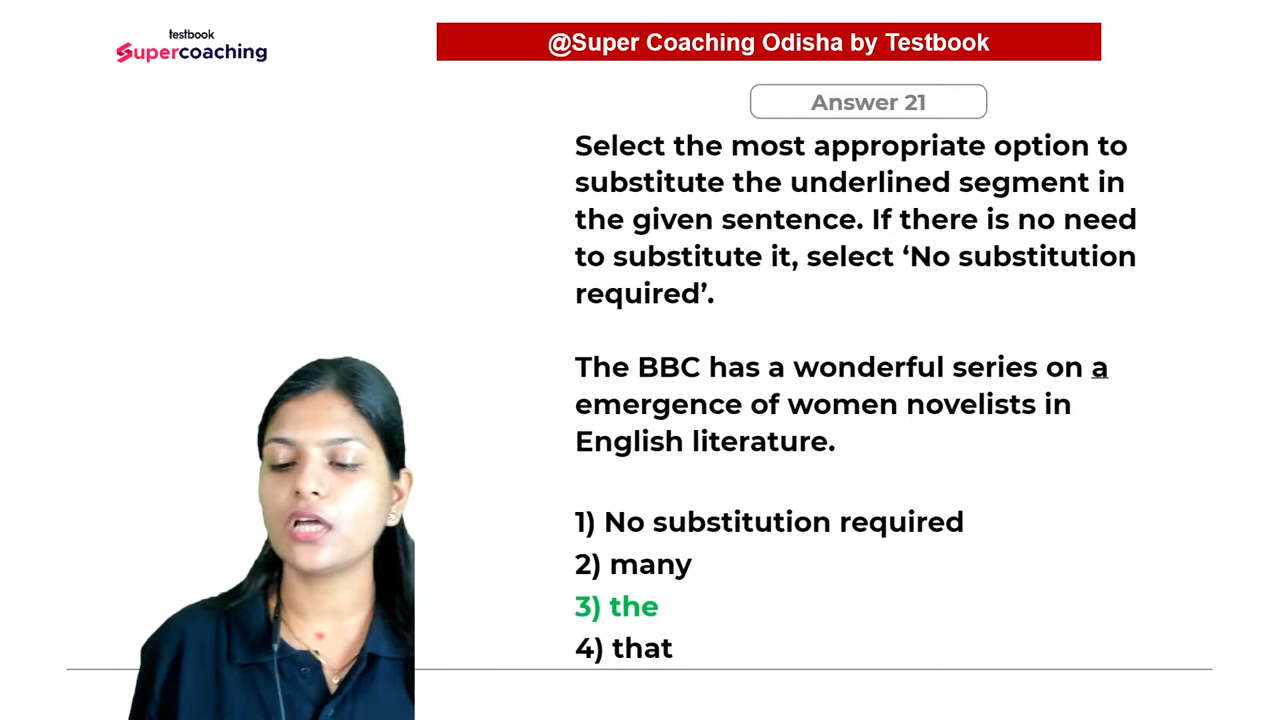 testbook
Supercoaching
@Super Coaching Odisha by Testbook
Answer 21
Select the most appropriate option to
substitute the underlined segment in
the given sentence. If there is no need
to substitute it, select ‘No substitution
required’.
The BBC has a wonderful series on a
emergence of women novelists in
English literature.
1) No substitution required
2) many
3) the
4) that